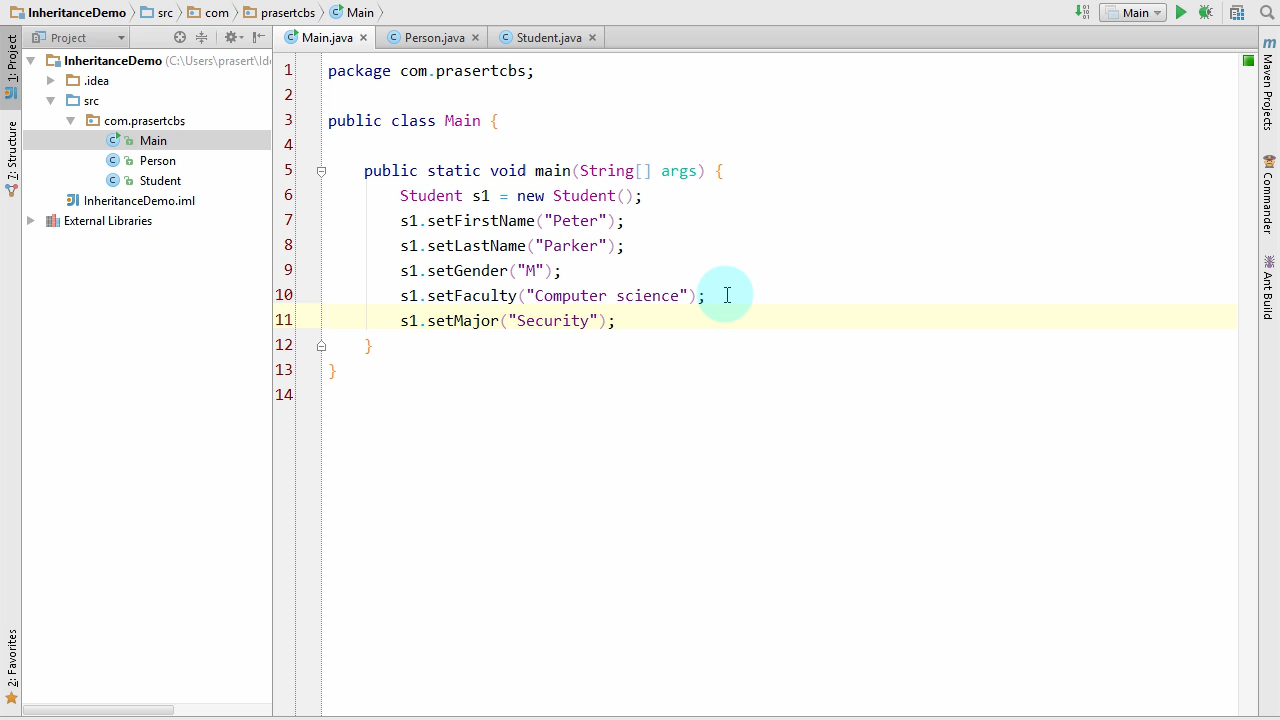 InheritanceDemo src com prasertcbs Main
Main
1: Project
7: Structure
2: Favorites
Project
InheritanceDemo (C:\Users\prasert\Id
.idea
src
com.prasertcbs
Main
Person
Student
InheritanceDemo.iml
External Libraries
Main.java Person.java Student.java
1 package com.prasertcbs;
2
3 public class Main {
4
5 public static void main(String[] args) {
6 Student s1 = new Student();
7 s1.setFirstName("Peter");
8 s1.setLastName("Parker");
9 s1.setGender("M");
10 s1.setFaculty("Computer science");
11 s1.setMajor("Security");
12 }
13 }
14
m Maven Projects
Commander
Ant Build